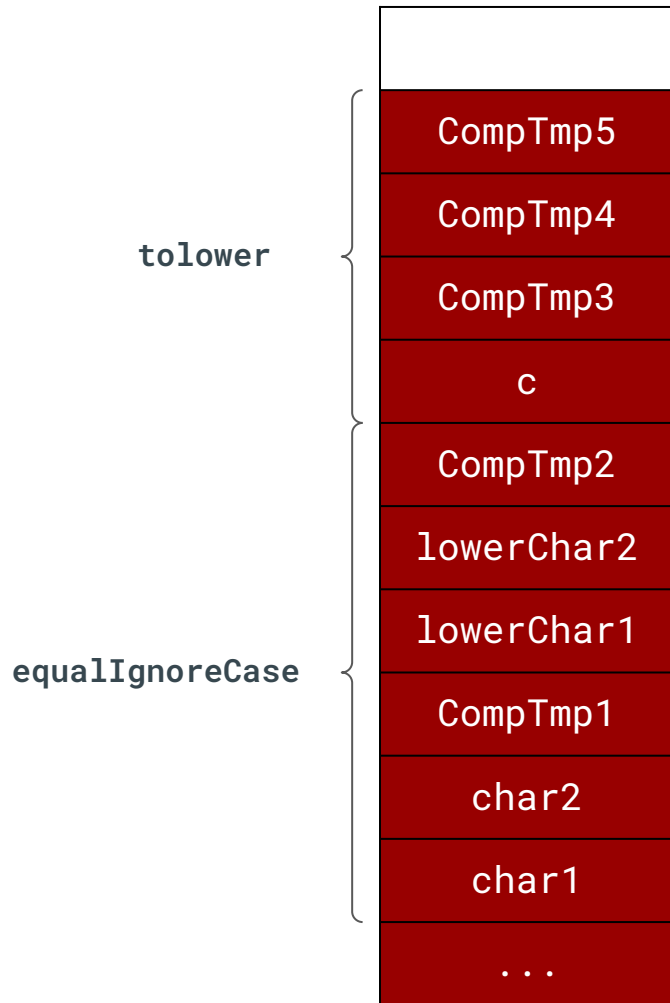 CompTmp5
CompTmp4
tolower
CompTmp3
c
CompTmp2
lowerChar2
lowerChar1
equalIgnoreCase
CompTmp1
char2
char1
...